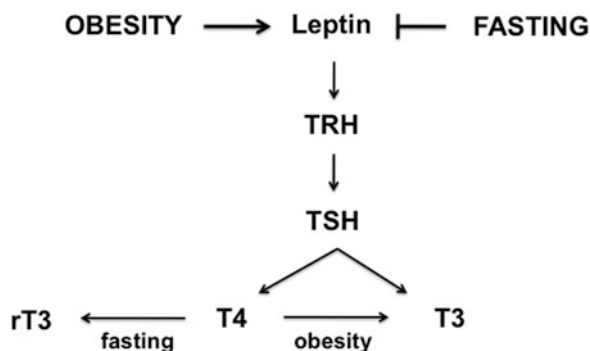 OBESITY Leptin FASTING
TRH
TSH
rT3 T4 T3
fasting obesity